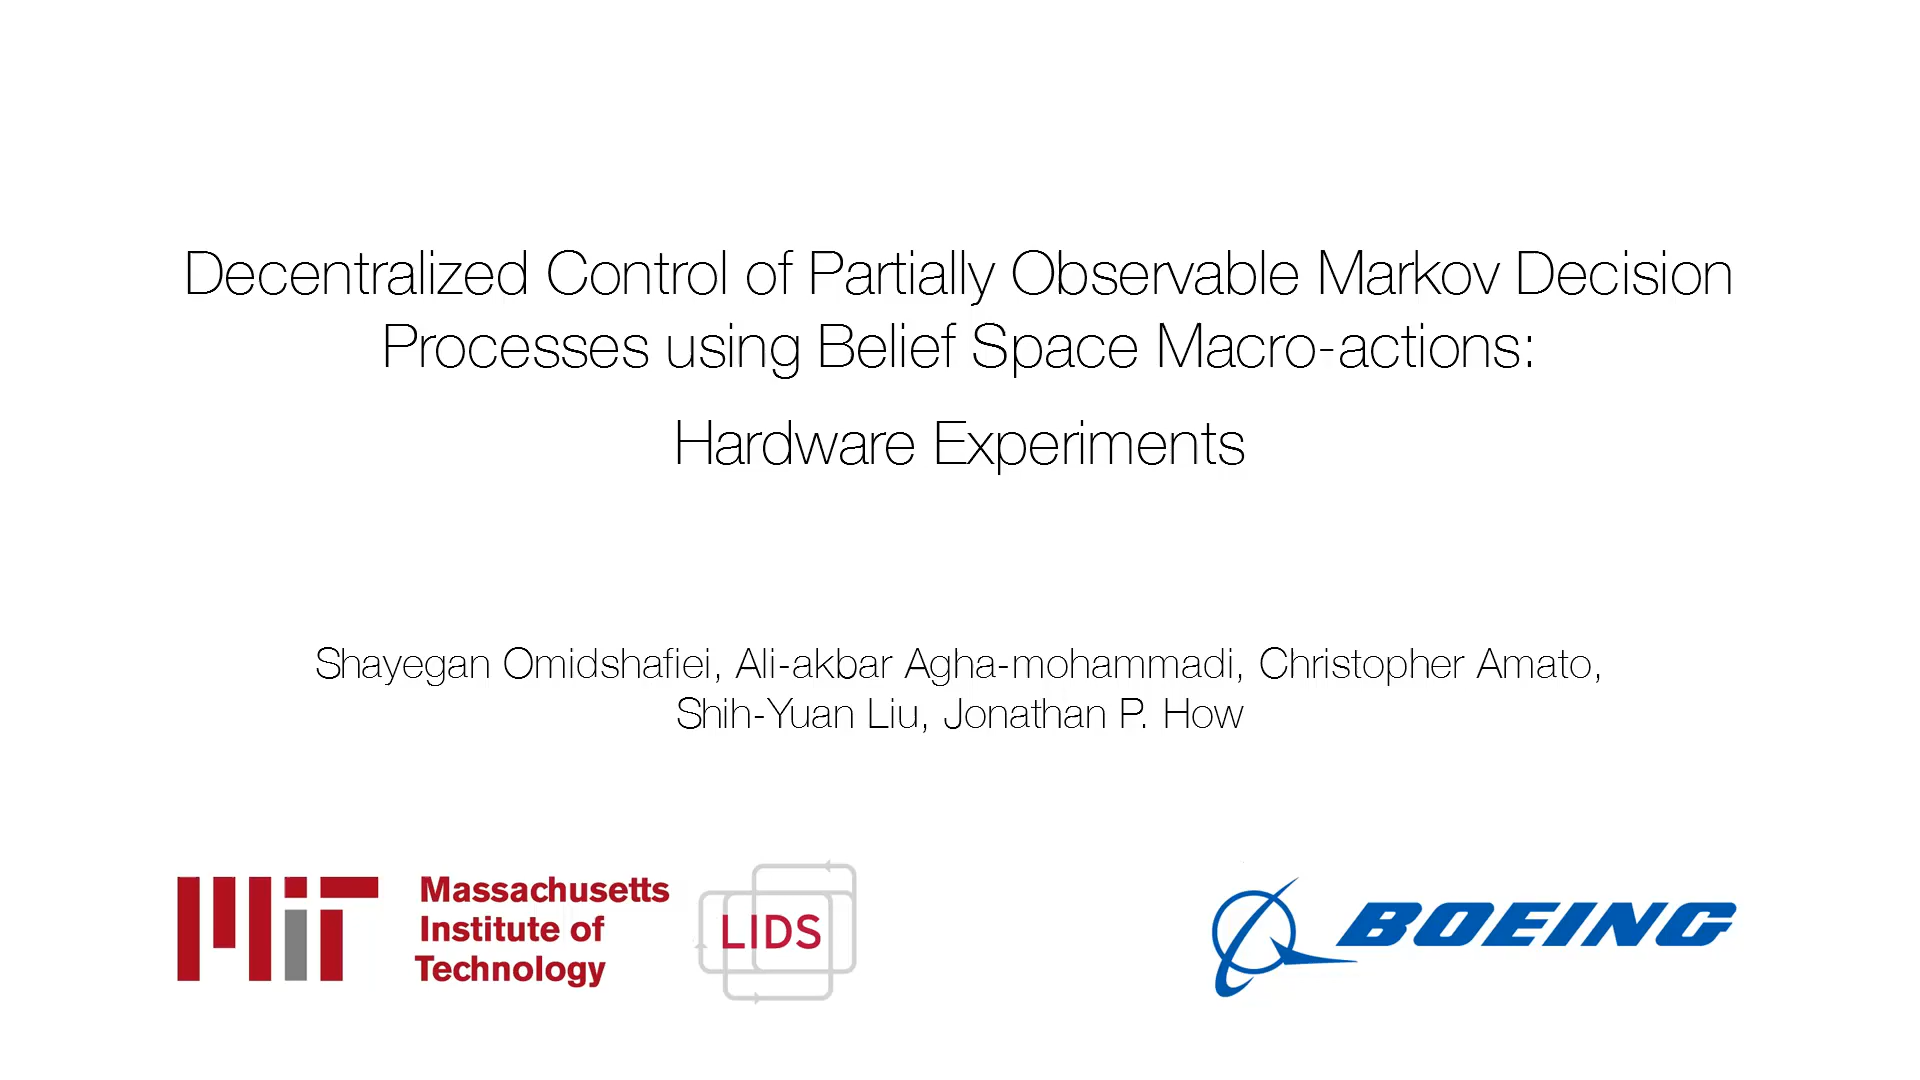 Decentralized Control of Partially Observable Markov Decision
Processes using Belief Space Macro-actions:
Hardware Experiments
Shayegan Omidshafiei, Ali-akbar Agha-mohammadi, Christopher Amato,
Shih-Yuan Liu, Jonathan P. How
MIT
Massachusetts
Institute of
Technology
LIDS
BOEING